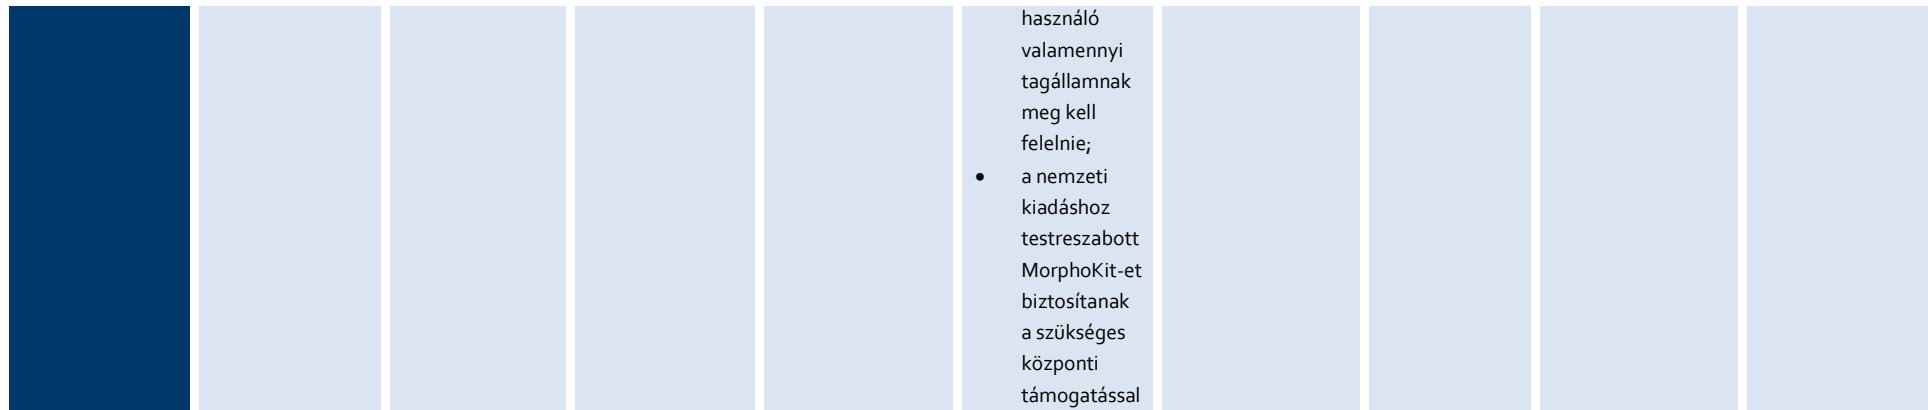 használó
valamennyi
tagállamnak
meg kell
felelnie;
• a nemzeti
kiadáshoz
testreszabott
MorphoKit-et
biztosítanak
a szükséges
központi
támogatással